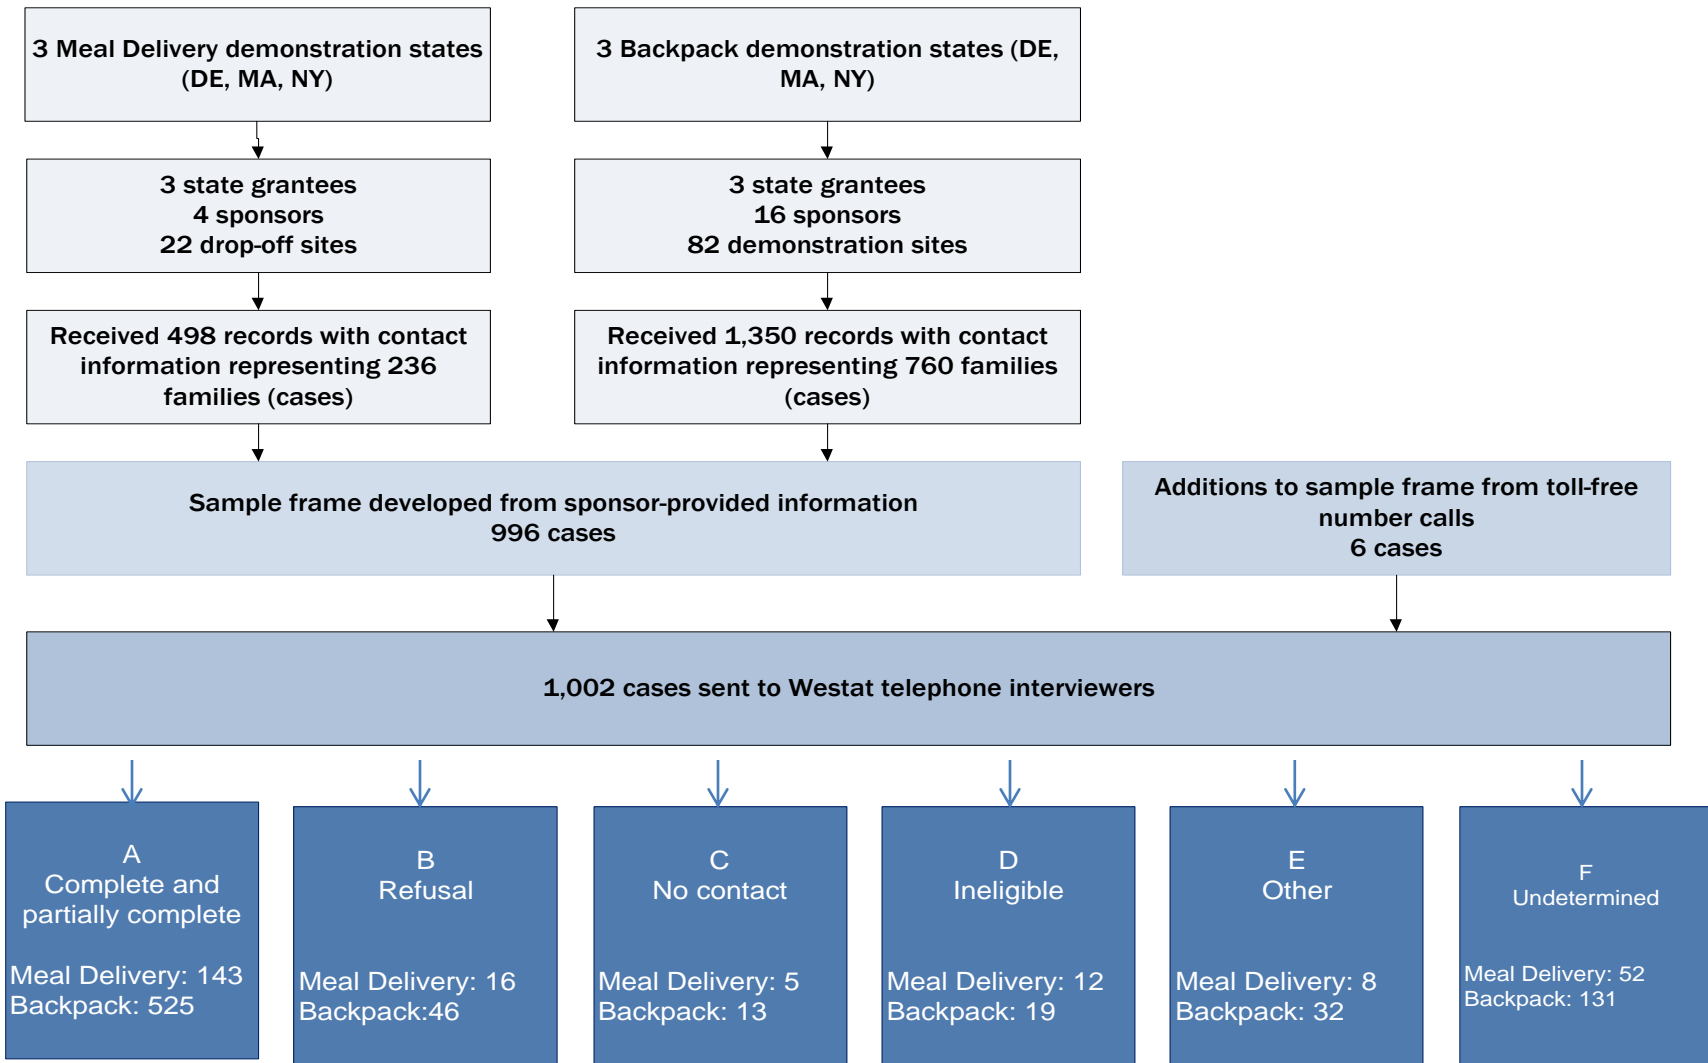 3 Meal Delivery demonstration states
(DE, MA, NY)
3 Backpack demonstration states (DE,
MA, NY)
3 state grantees
4 sponsors
22 drop-off sites
3 state grantees
16 sponsors
82 demonstration sites
Received 498 records with contact
information representing 236
families (cases)
Received 1,350 records with contact
information representing 760 families
(cases)
Sample frame developed from sponsor-provided information
996 cases
Additions to sample frame from toll-free
number calls
6 cases
1,002 cases sent to Westat telephone interviewers
A
Complete and
partially complete
Meal Delivery: 143
Backpack: 525
B
Refusal
Meal Delivery: 16
Backpack:46
C
No contact
Meal Delivery: 5
Backpack: 13
D
Ineligible
Meal Delivery: 12
Backpack: 19
E
Other
Meal Delivery: 8
Backpack: 32
F
Undetermined
Meal Delivery: 52
Backpack: 131